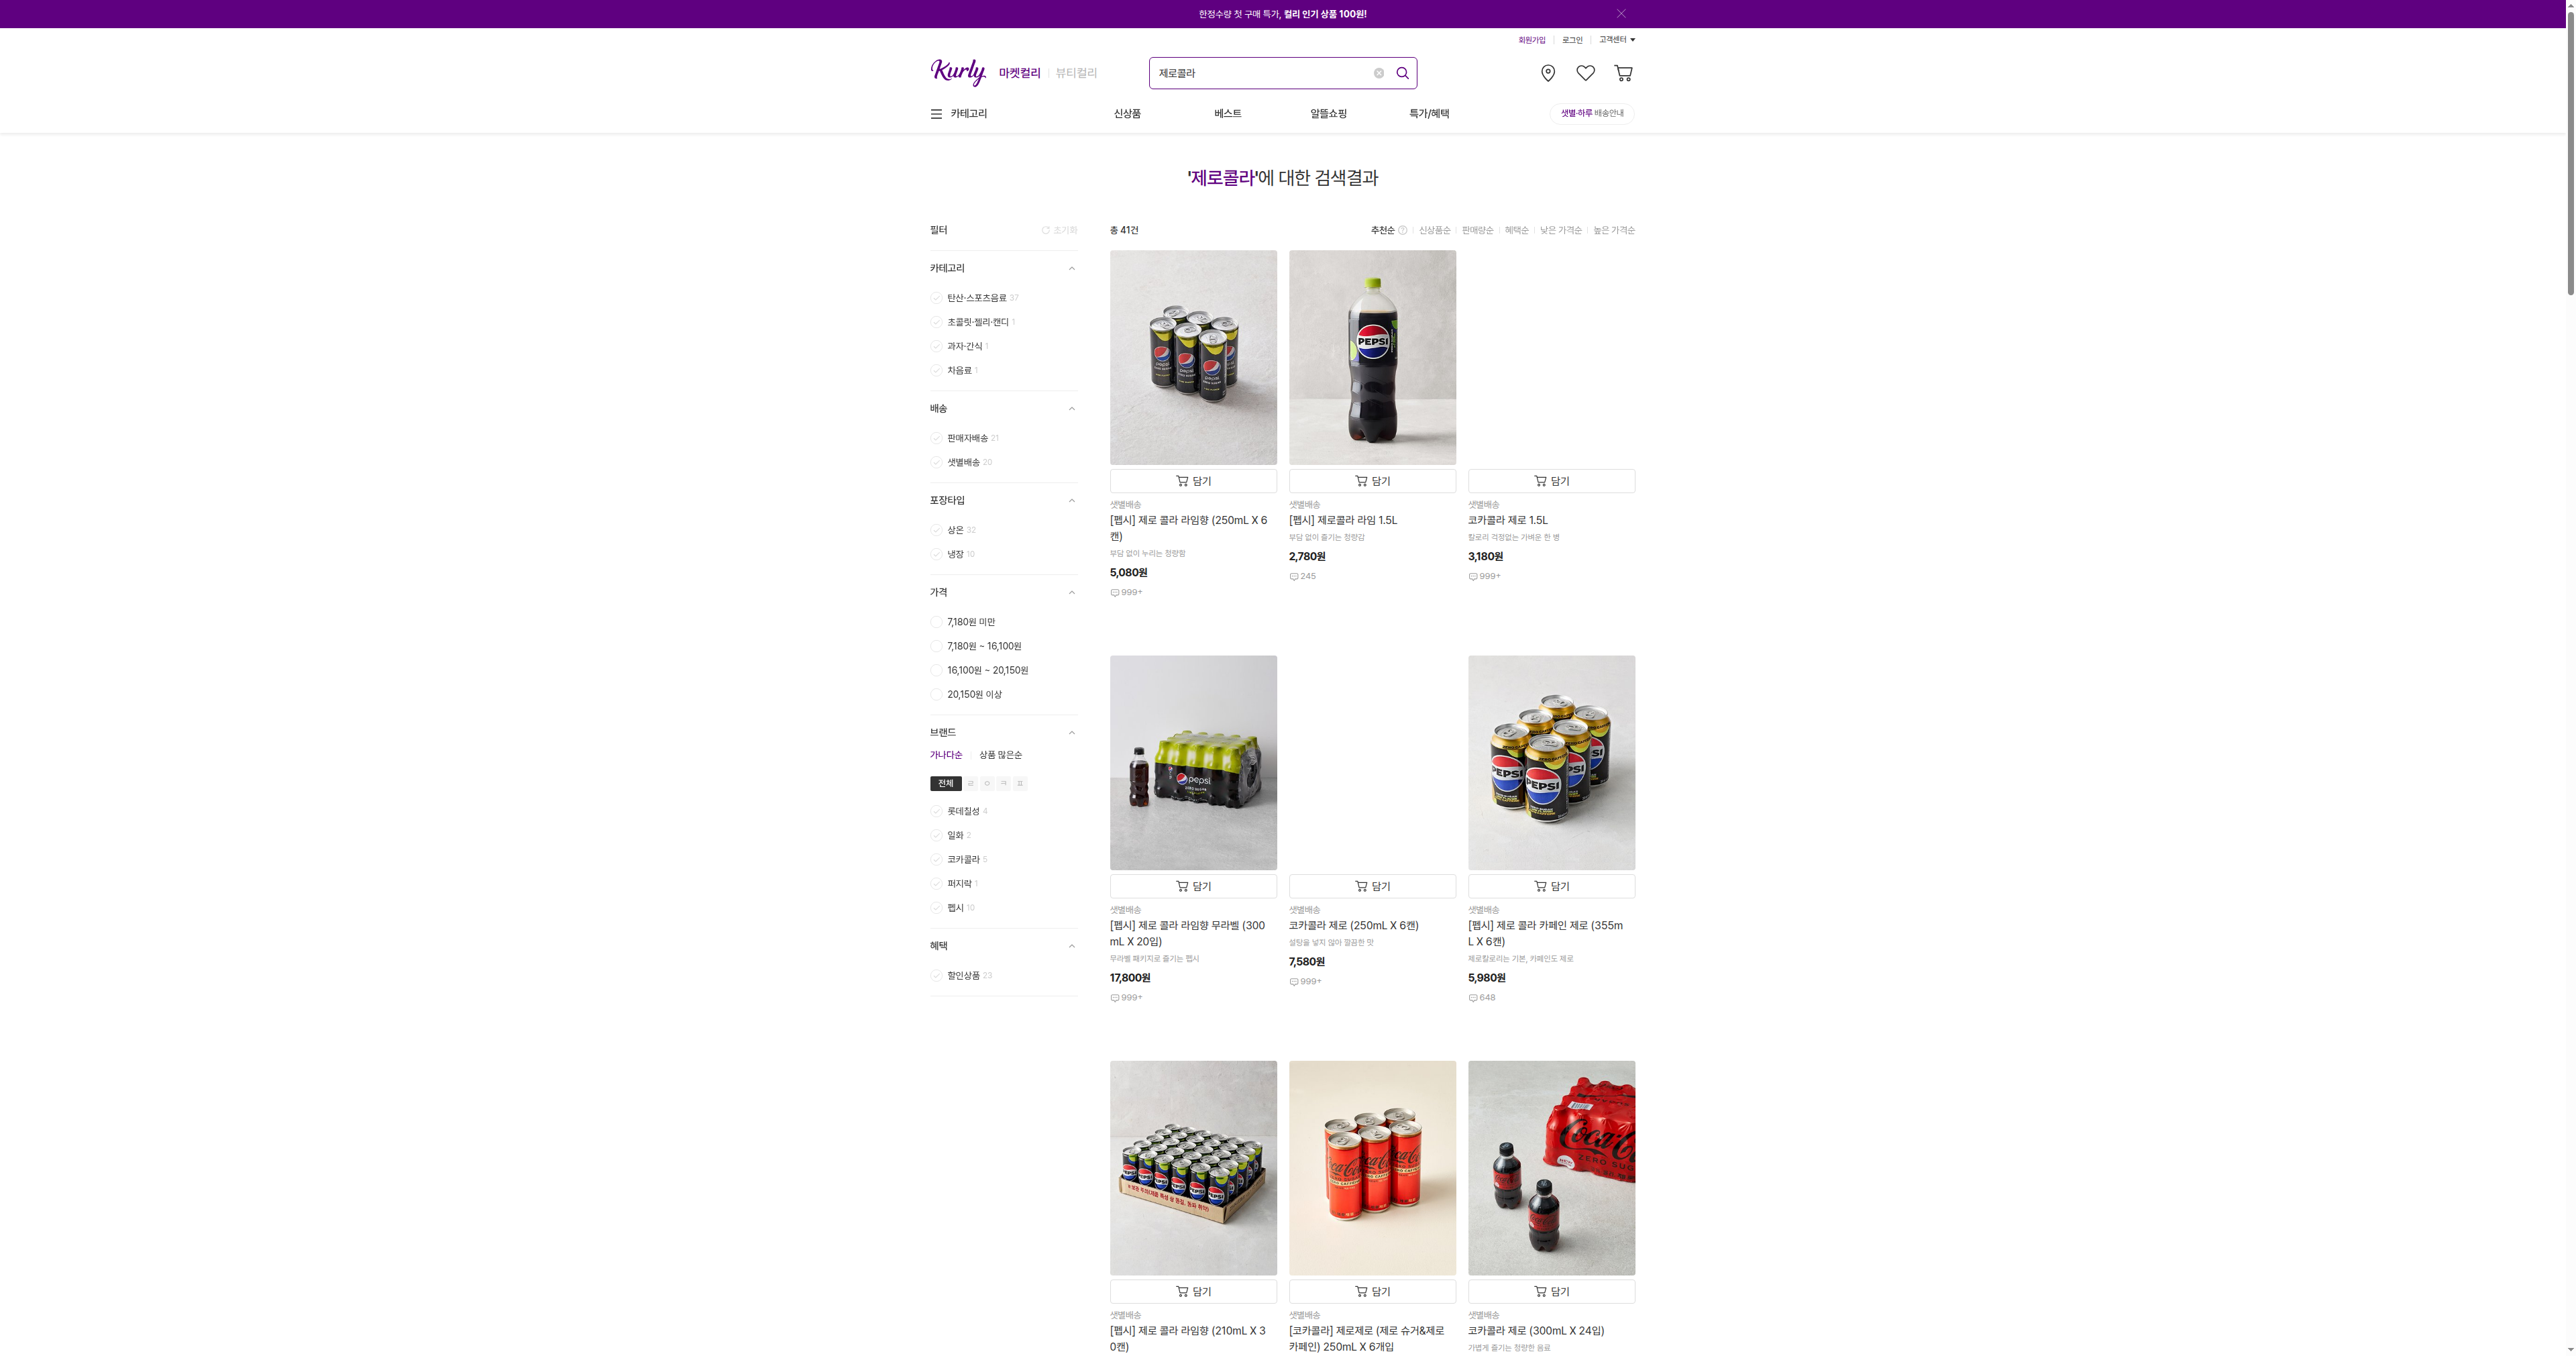 한정수량 첫 구매 특가, 컬리 인기 상품 100원!
회원가입
로그인
고객센터
Kurly
마켓컬리
뷰티컬리
제로콜라
카테고리
신상품
베스트
알뜰쇼핑
특가/혜택
샛별·하루 배송안내
'제로콜라'에 대한 검색결과
필터
초기화
카테고리
탄산·스포츠음료 37
초콜릿·젤리·캔디 1
과자·간식 1
차음료 1
배송
판매자배송 21
샛별배송 20
포장타입
상온 32
냉장 10
가격
7,180원 미만
7,180원 ~ 16,100원
16,100원 ~ 20,150원
20,150원 이상
브랜드
가나다순
상품 많은순
전체 ㄹ ㅇ ㅋ ㅍ
롯데칠성 4
일화 2
코카콜라 5
퍼지락 1
펩시 10
혜택
할인상품 23
총 41건
추천순
신상품순
판매량순
혜택순
낮은 가격순
높은 가격순
PEPSI
담기
샛별배송
[펩시] 제로 콜라 라임향 (250mL X 6
캔)
부담 없이 누리는 청량함
5,080원
999+
담기
샛별배송
[펩시] 제로콜라 라임 1.5L
부담 없이 즐기는 청량감
2,780원
245
담기
샛별배송
코카콜라 제로 1.5L
칼로리 걱정없는 가벼운 한 병
3,180원
999+
pepsi
담기
샛별배송
[펩시] 제로 콜라 라임향 무라벨 (300
mL X 20입)
무라벨 패키지로 즐기는 펩시
17,800원
999+
담기
샛별배송
코카콜라 제로 (250mL X 6캔)
설탕을 넣지 않아 깔끔한 맛
7,580원
999+
PEPSI
PEPSI
PEPSI
담기
샛별배송
[펩시] 제로 콜라 카페인 제로 (355m
L X 6캔)
제로칼로리는 기본, 카페인도 제로
5,980원
648
담기
샛별배송
[펩시] 제로 콜라 라임향 (210mL X 3
0캔)
담기
샛별배송
[코카콜라] 제로제로 (제로 슈거&제로
카페인) 250mL X 6개입
Coca-C
ZERO SUG
담기
샛별배송
코카콜라 제로 (300mL X 24입)
가볍게 즐기는 청량한 음료